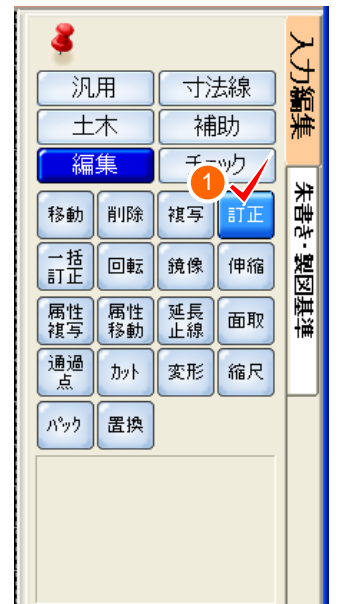 汎用 寸法線
土木 補助
編集 チェック
1
移動 削除 複写 訂正
一括訂正 回転 鏡像 伸縮
属性複写 属性移動 延長止線 面取
通過点 カット 変形 縮尺
パック 置換
入力編集
朱書き・製図基準